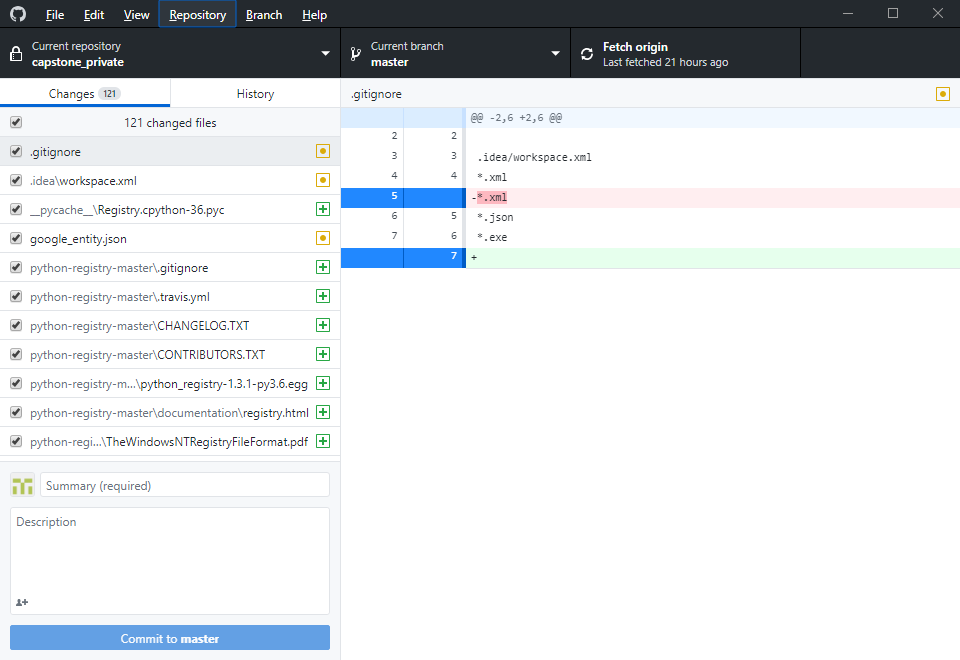 File Edit View Repository Branch Help
Current repository
capstone_private
Current branch
master
Fetch origin
Last fetched 21 hours ago
Changes 121 History
121 changed files
.gitignore
.idea\workspace.xml
__pycache__\Registry.cpython-36.pyc
google_entity.json
python-registry-master\.gitignore
python-registry-master\.travis.yml
python-registry-master\CHANGELOG.TXT
python-registry-master\CONTRIBUTORS.TXT
python-registry-m...\python_registry-1.3.1-py3.6.egg
python-registry-master\documentation\registry.html
python-regi...\TheWindowsNTRegistryFileFormat.pdf
Summary (required)
Description
Commit to master
.gitignore
@@ -2,6 +2,6 @@
2 2
3 3 .idea/workspace.xml
4 4 *.xml
5 -*.xml
6 5 *.json
7 6 *.exe
7 +